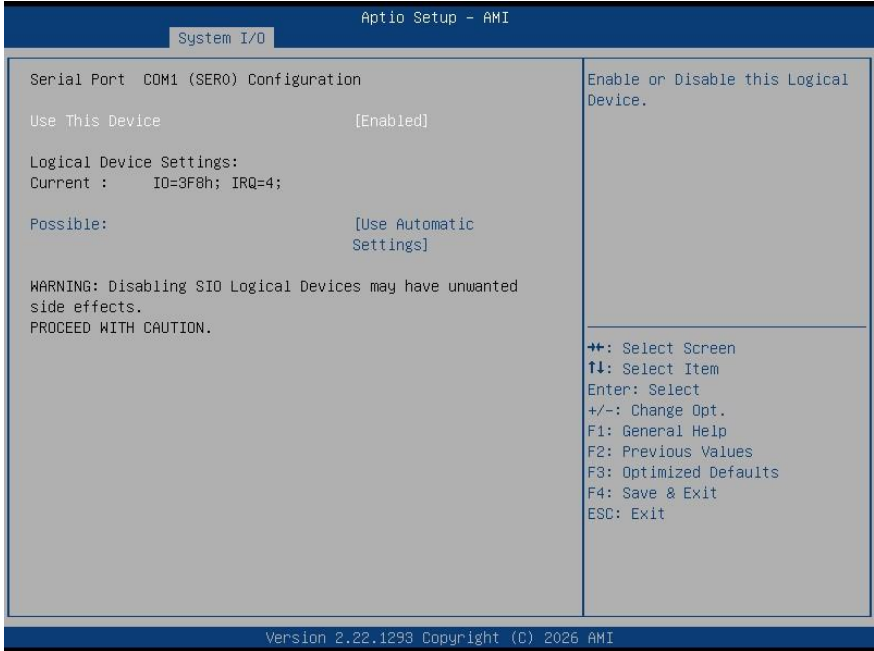 Aptio Setup - AMI
System I/O
Serial Port COM1 (SER0) Configuration
Use This Device [Enabled]
Logical Device Settings:
Current : IO=3F8h; IRQ=4;
Possible: [Use Automatic
Settings]
WARNING: Disabling SIO Logical Devices may have unwanted
side effects.
PROCEED WITH CAUTION.
Enable or Disable this Logical
Device.
→←: Select Screen
↑↓: Select Item
Enter: Select
+/-: Change Opt.
F1: General Help
F2: Previous Values
F3: Optimized Defaults
F4: Save & Exit
ESC: Exit
Version 2.22.1293 Copyright (C) 2026 AMI